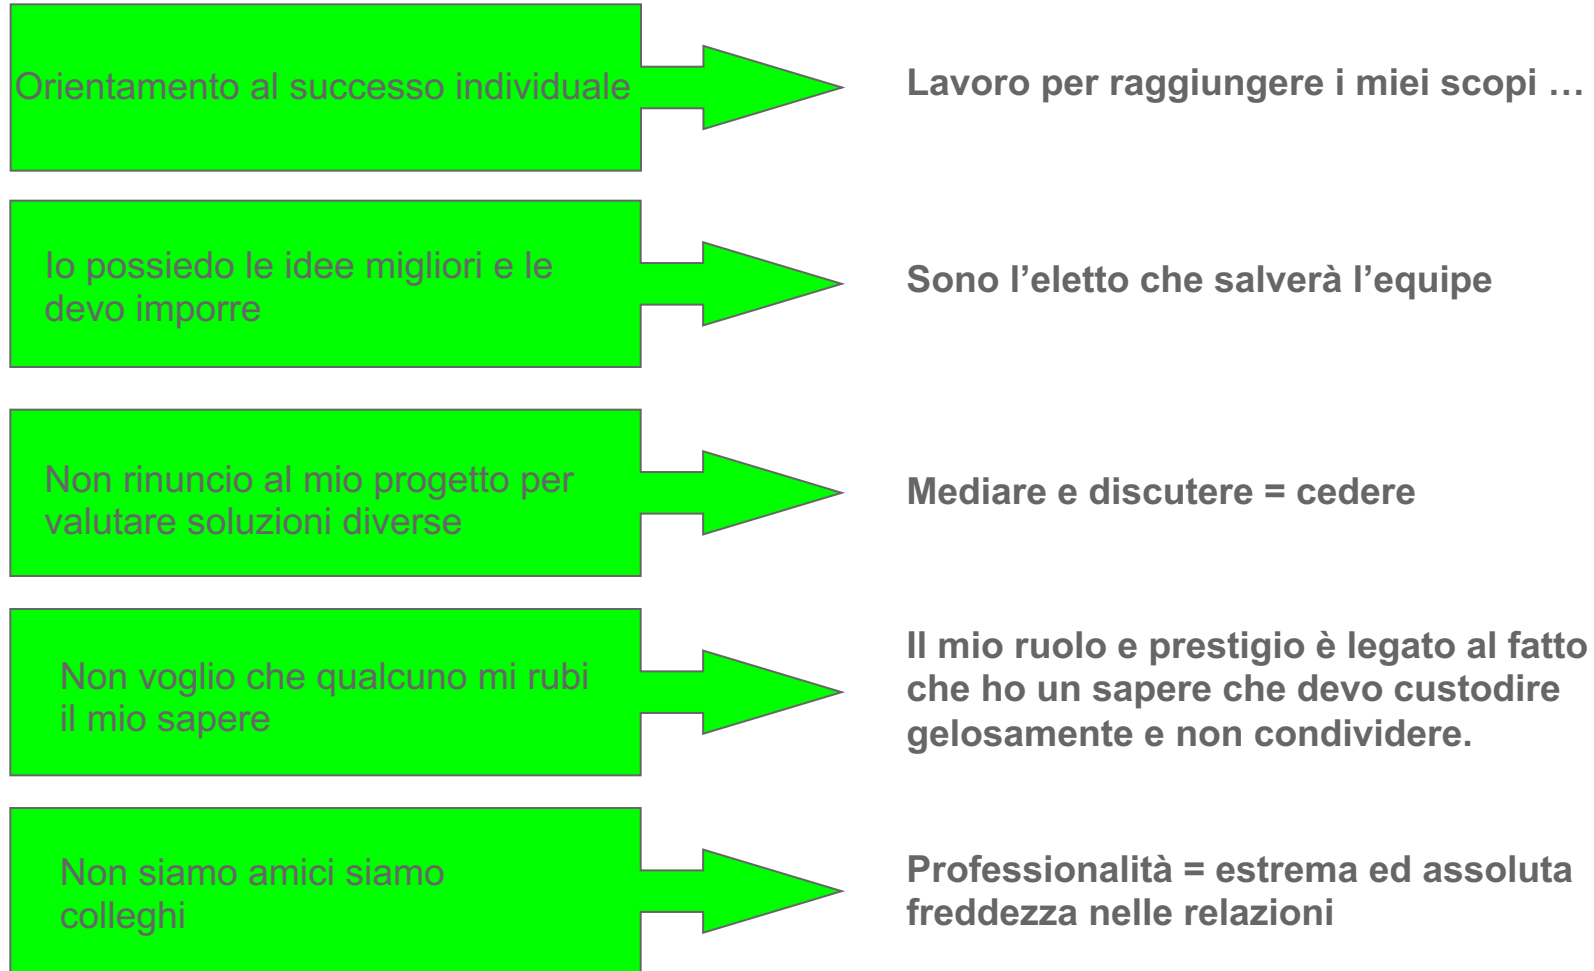 Orientamento al successo individuale
Lavoro per raggiungere i miei scopi …
Io possiedo le idee migliori e le
devo imporre
Sono l’eletto che salverà l’equipe
Non rinuncio al mio progetto per
valutare soluzioni diverse
Mediare e discutere = cedere
Non voglio che qualcuno mi rubi
il mio sapere
Il mio ruolo e prestigio è legato al fatto
che ho un sapere che devo custodire
gelosamente e non condividere.
Non siamo amici siamo
colleghi
Professionalità = estrema ed assoluta
freddezza nelle relazioni